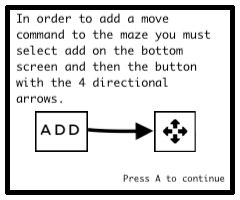 In order to add a move
command to the maze you must
select add on the bottom
screen and then the button
with the 4 directional
arrows.
ADD
Press A to continue